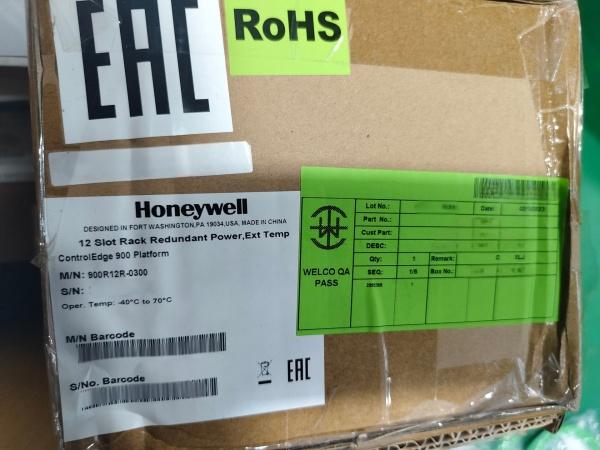 EAC
RoHS
Honeywell
DESIGNED IN FORT WASHINGTON,PA 19034,USA, MADE IN CHINA
12 Slot Rack Redundant Power,Ext Temp
ControlEdge 900 Platform
M/N: 900R12R-0300
S/N:
Oper. Temp: -40°C to 70°C
M/N Barcode
S/No. Barcode
EAC
WELCO QA
PASS
Lot No.:
Date:
Part No.:
Cust Part:
DESC:
Qty: 1 Remark:
SEQ: 1/6 Box No.:
1